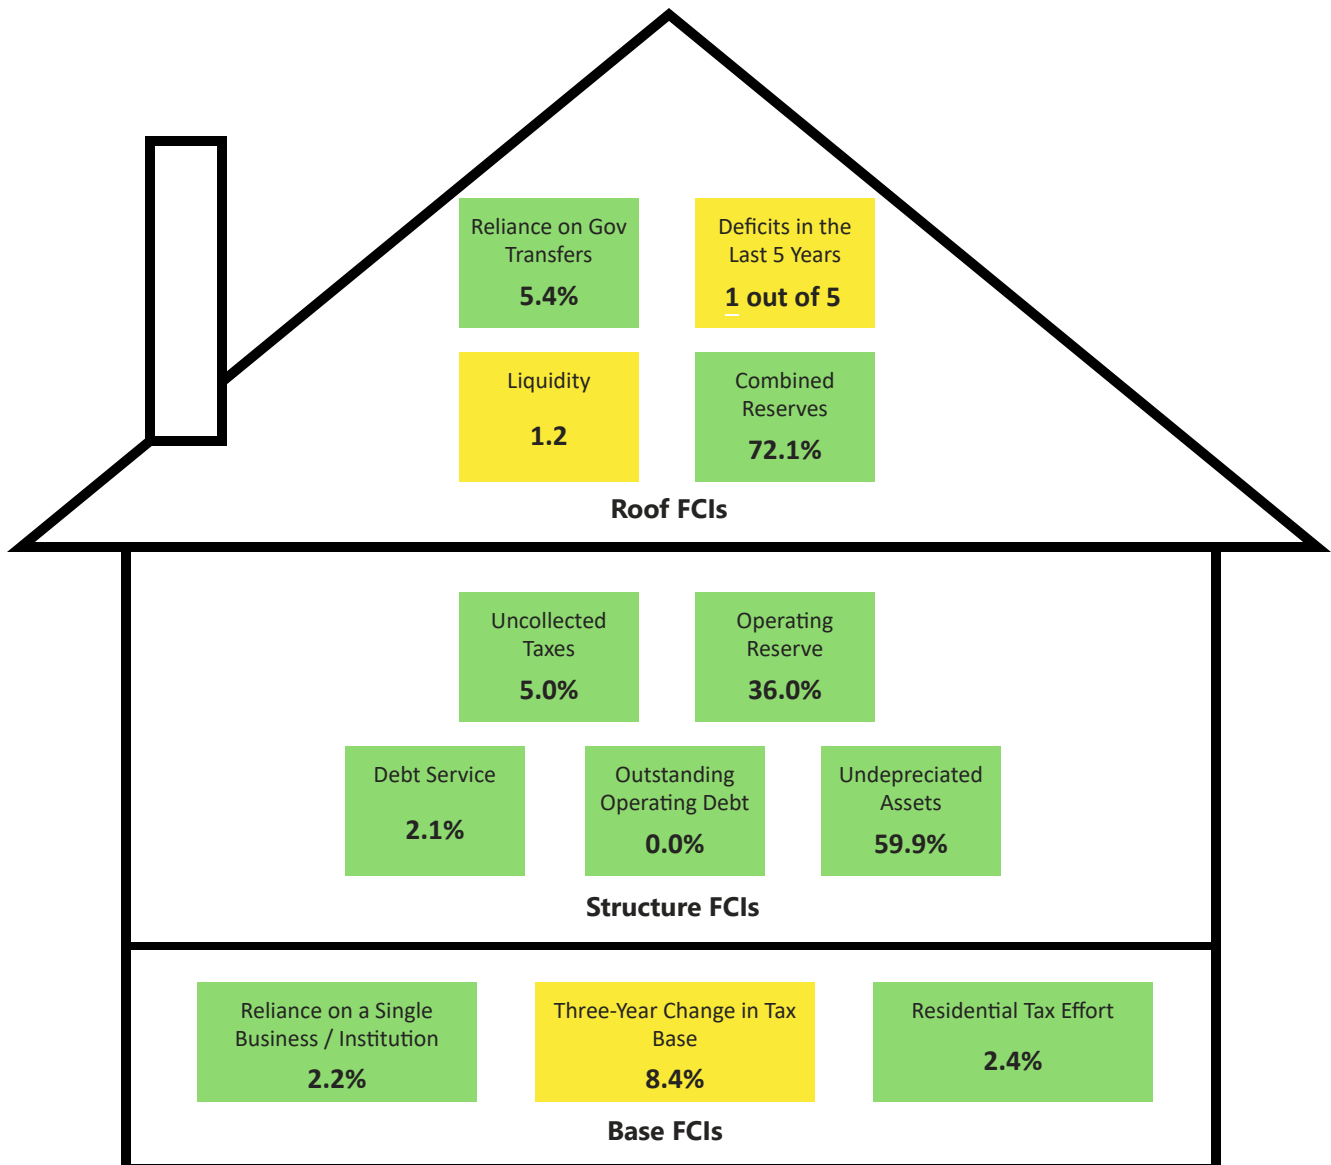 Reliance on Gov
Transfers
5.4%
Deficits in the
Last 5 Years
1 out of 5
Liquidity
1.2
Combined
Reserves
72.1%
Roof FCIs
Uncollected
Taxes
5.0%
Operating
Reserve
36.0%
Debt Service
2.1%
Outstanding
Operating Debt
0.0%
Undepreciated
Assets
59.9%
Structure FCIs
Reliance on a Single
Business / Institution
2.2%
Three-Year Change in Tax
Base
8.4%
Residential Tax Effort
2.4%
Base FCIs